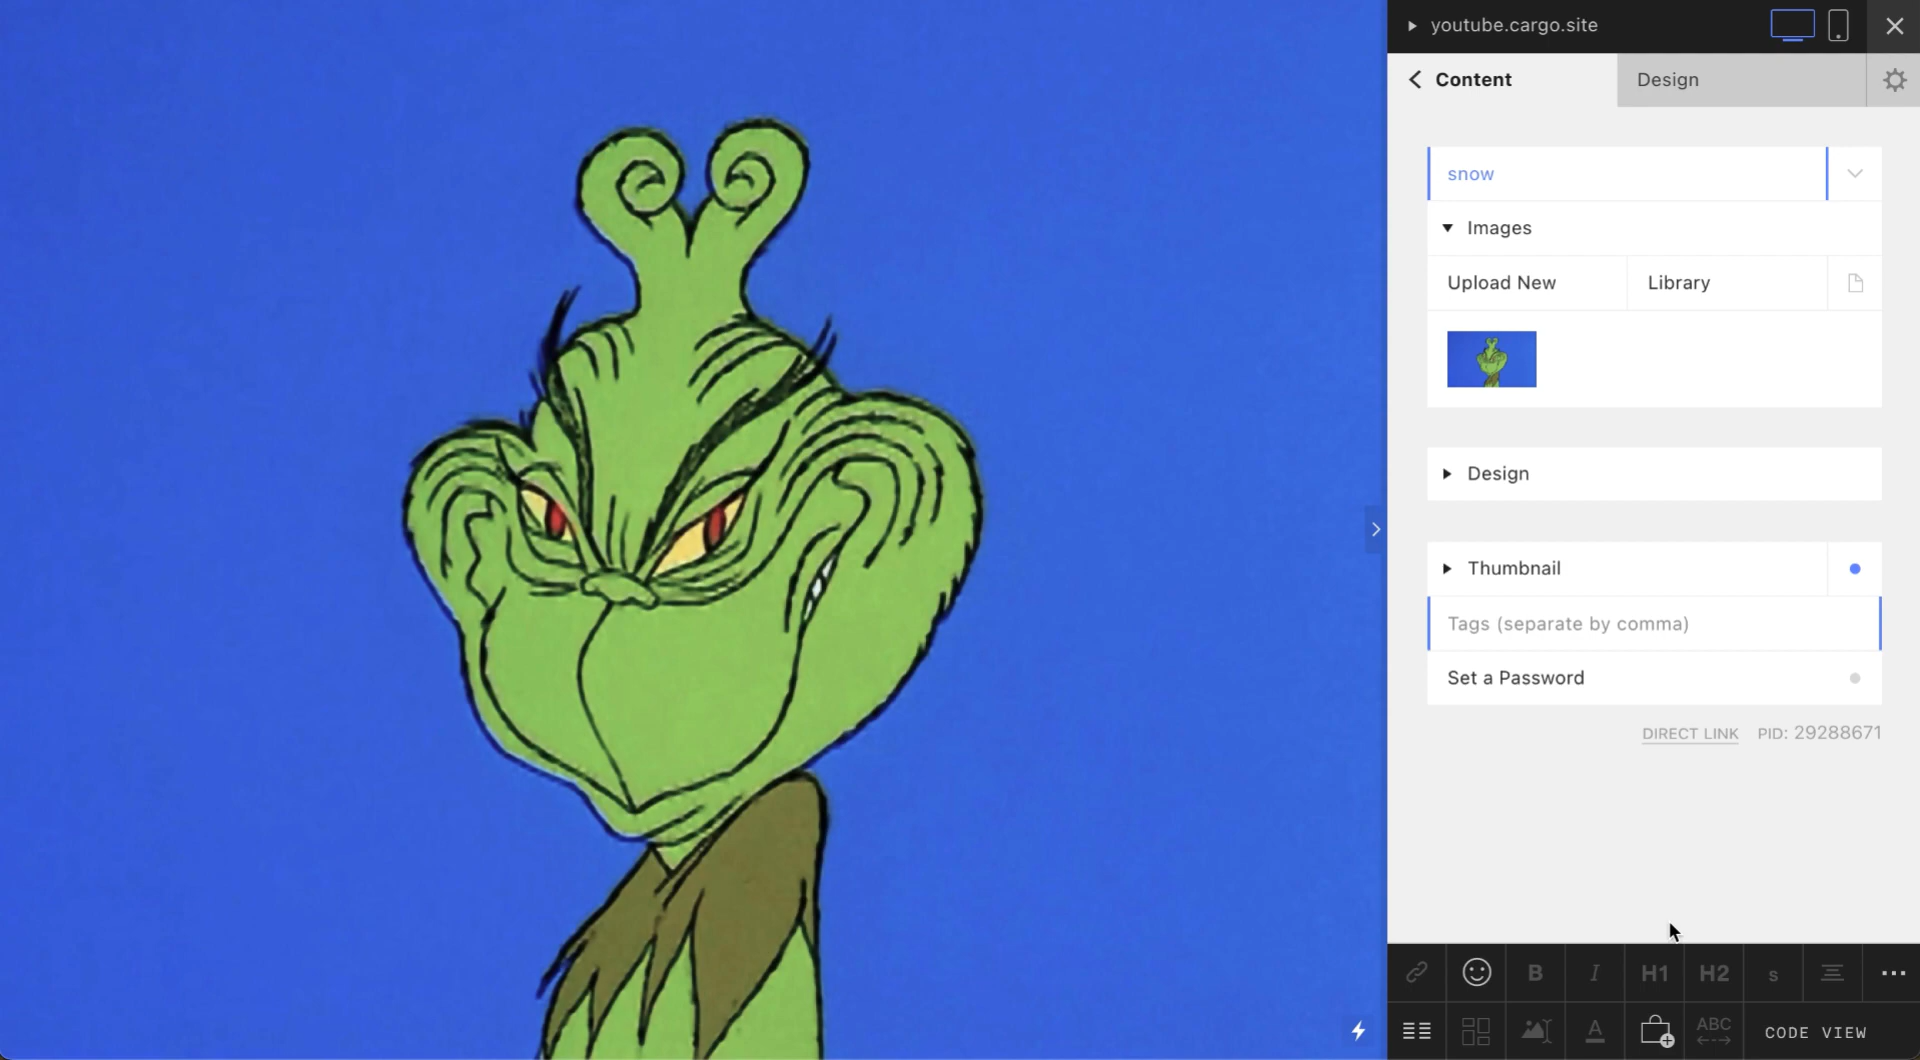 youtube.cargo.site
Content
Design
snow
Images
Upload New
Library
Design
Thumbnail
Tags (separate by comma)
Set a Password
DIRECT LINK PID: 29288671
B I H1 H2 s
A ABC CODE VIEW